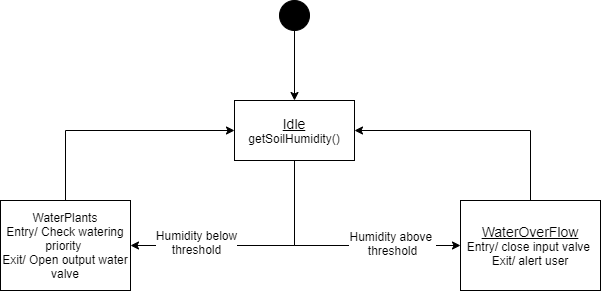 Idle
getSoilHumidity()
WaterPlants
Entry/ Check watering
priority
Exit/ Open output water
valve
Humidity below
threshold
Humidity above
threshold
WaterOverFlow
Entry/ close input valve
Exit/ alert user